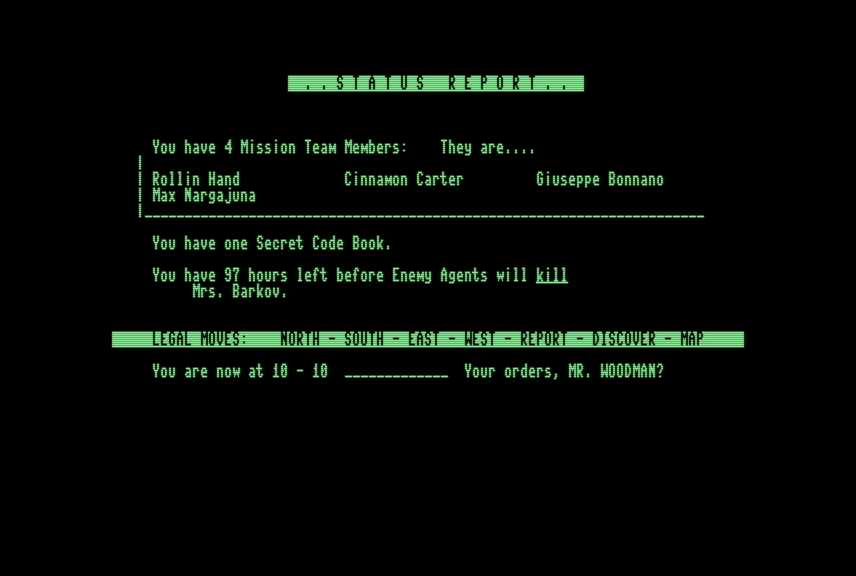 . . S T A T U S   R E P O R T . .
You have 4 Mission Team Members:    They are....
Rollin Hand             Cinnamon Carter         Giuseppe Bonnano
Max Nargajuna
You have one Secret Code Book.
You have 97 hours left before Enemy Agents will kill
Mrs. Barkov.
LEGAL MOVES:    NORTH - SOUTH - EAST - WEST - REPORT - DISCOVER - MAP
You are now at 10 - 10  _____________  Your orders, MR. WOODMAN?